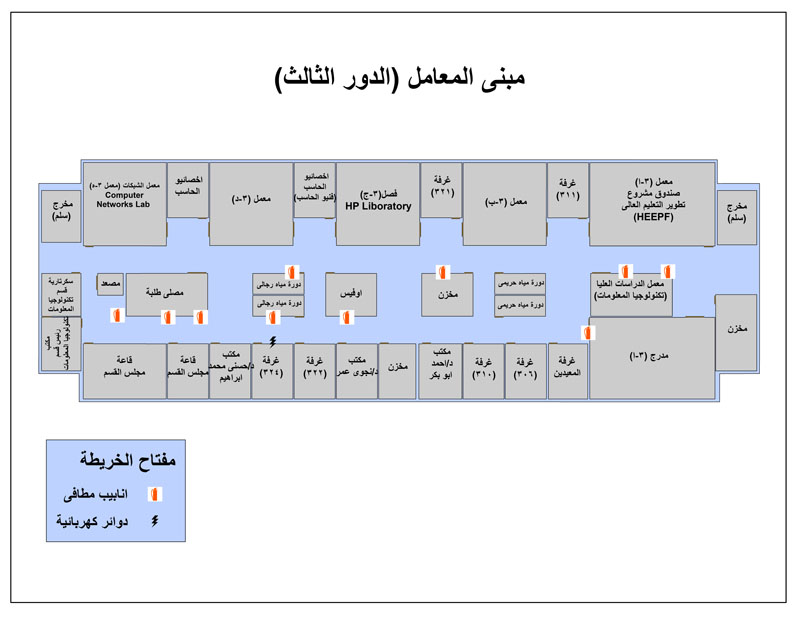 مبنى المعامل (الدور الثالث)
مخرج
(سلم)
معمل (٣-ا)
صندوق مشروع
تطوير التعليم العالى
(HEEPF)
غرفة
(٣١١)
معمل (٣-ب)
غرفة
(٣٢١)
فصل(٣-ج)
HP Liboratory
اخصائيو
الحاسب
(فنيو الحاسب)
معمل (٣-د)
اخصائيو
الحاسب
معمل الشبكات (معمل ٣-ه)
Computer
Networks Lab
مخرج
(سلم)
معمل الدراسات العليا
(تكنولوجيا المعلومات)
دورة مياه حريمى
دورة مياه حريمى
مخزن
اوفيس
دورة مياه رجالى
دورة مياه رجالى
مصلى طلبة
مصعد
سكرتارية
قسم
تكنولوجيا
المعلومات
مكتب
رئيس قسم
تكنولوجيا المعلومات
مخزن
مدرج (٣-ا)
غرفة
المعيدين
غرفة
(٣٠٦)
غرفة
(٣١٠)
مكتب
د/احمد
ابو بكر
مخزن
مكتب
د/نجوى عمر
غرفة
(٣٢٢)
غرفة
(٣٢٤)
مكتب
د/حسنى محمد
ابراهيم
قاعة
مجلس القسم
قاعة
مجلس القسم
مفتاح الخريطة
انابيب مطافى
دوائر كهربائية